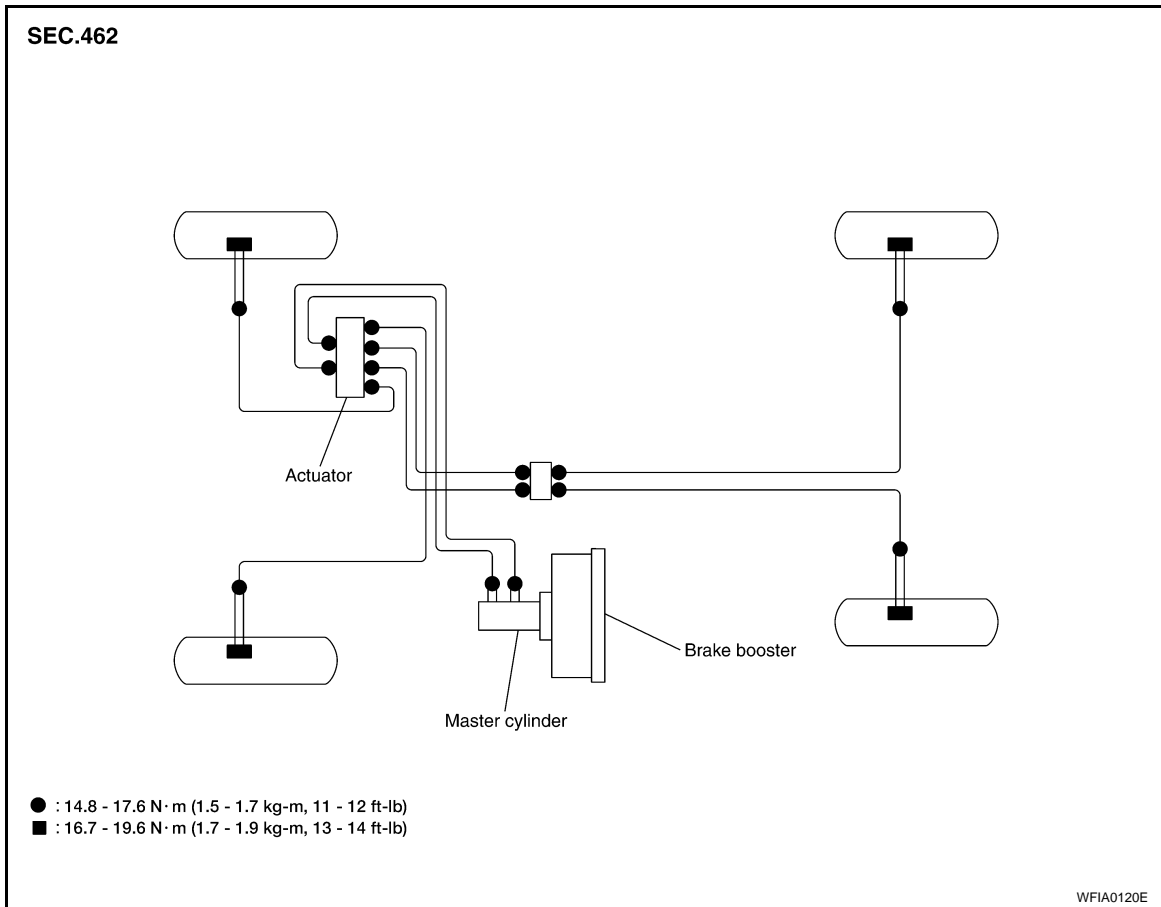 SEC.462
Actuator
Brake booster
Master cylinder
: 14.8 - 17.6 N·m (1.5 - 1.7 kg-m, 11 - 12 ft-lb)
: 16.7 - 19.6 N·m (1.7 - 1.9 kg-m, 13 - 14 ft-lb)
WFIA0120E